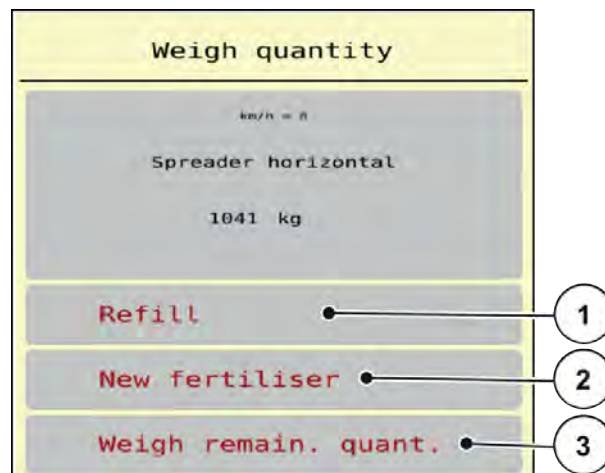 Weigh quantity
km/h = 0
Spreader horizontal
1041 kg
Refill
1
New fertiliser
2
Weigh remain. quant.
3